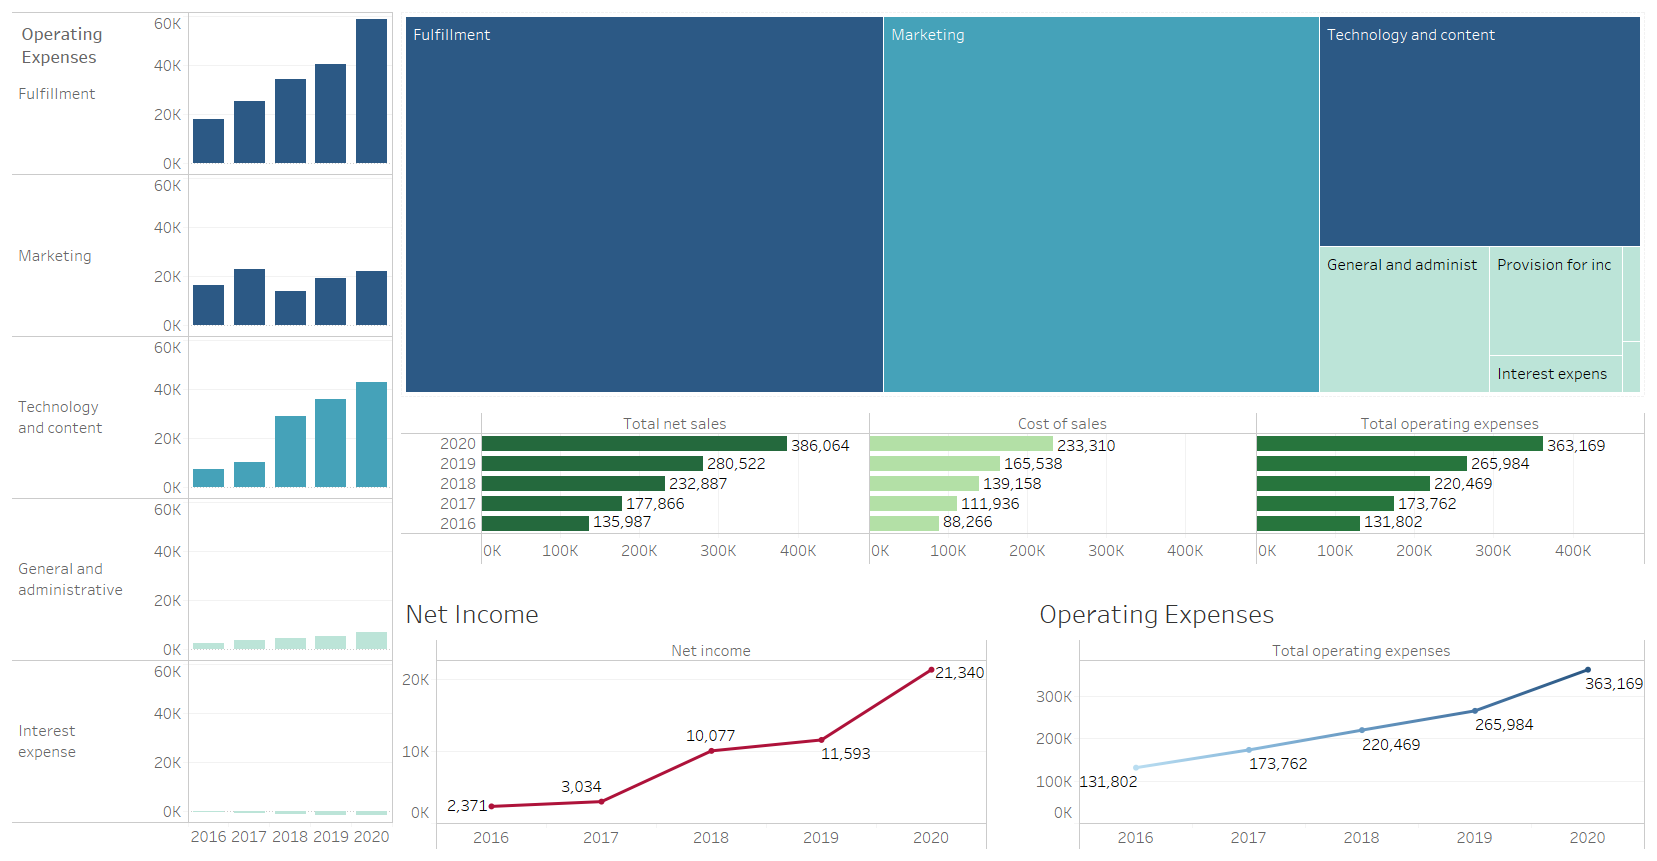 Operating
Expenses
Fulfillment
60K
40K
20K
0K
Marketing
60K
40K
20K
0K
Technology
and content
60K
40K
20K
0K
General and
administrative
60K
40K
20K
0K
Interest
expense
60K
40K
20K
0K
2016 2017 2018 2019 2020
Fulfillment
Marketing
Technology and content
General and administ
Provision for inc
Interest expens
Total net sales Cost of sales Total operating expenses
2020 386,064 233,310 363,169
2019 280,522 165,538 265,984
2018 232,887 139,158 220,469
2017 177,866 111,936 173,762
2016 135,987 88,266 131,802
0K 100K 200K 300K 400K 0K 100K 200K 300K 400K 0K 100K 200K 300K 400K
Net Income
Net income
20K
10K
0K
2,371
3,034
10,077
11,593
21,340
2016 2017 2018 2019 2020
Operating Expenses
Total operating expenses
300K
200K
100K
0K
131,802
173,762
220,469
265,984
363,169
2016 2017 2018 2019 2020